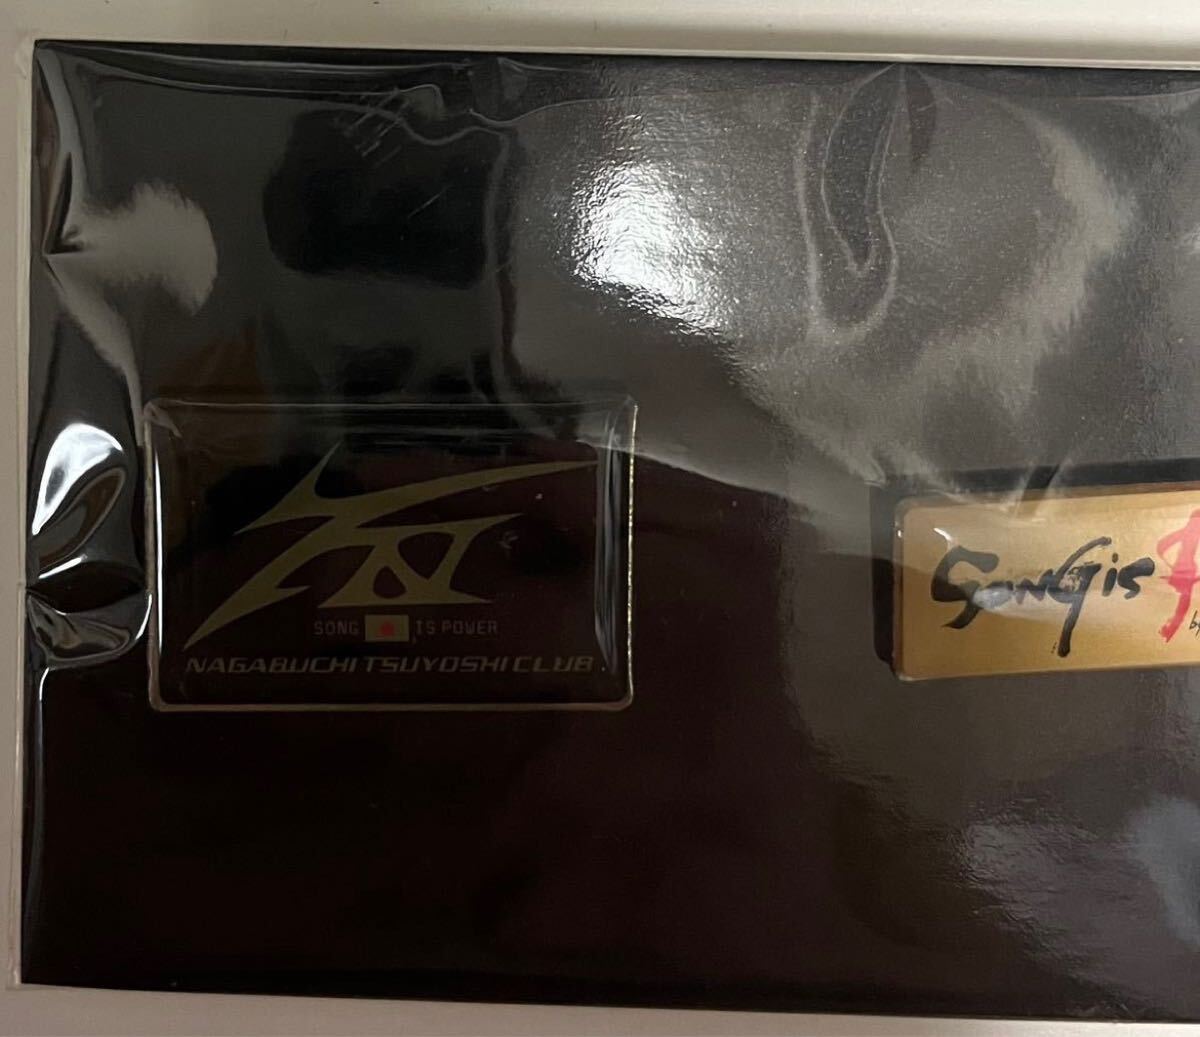 SONG IS POWER
NAGABUCHI TSUYOSHI CLUB
SONG is